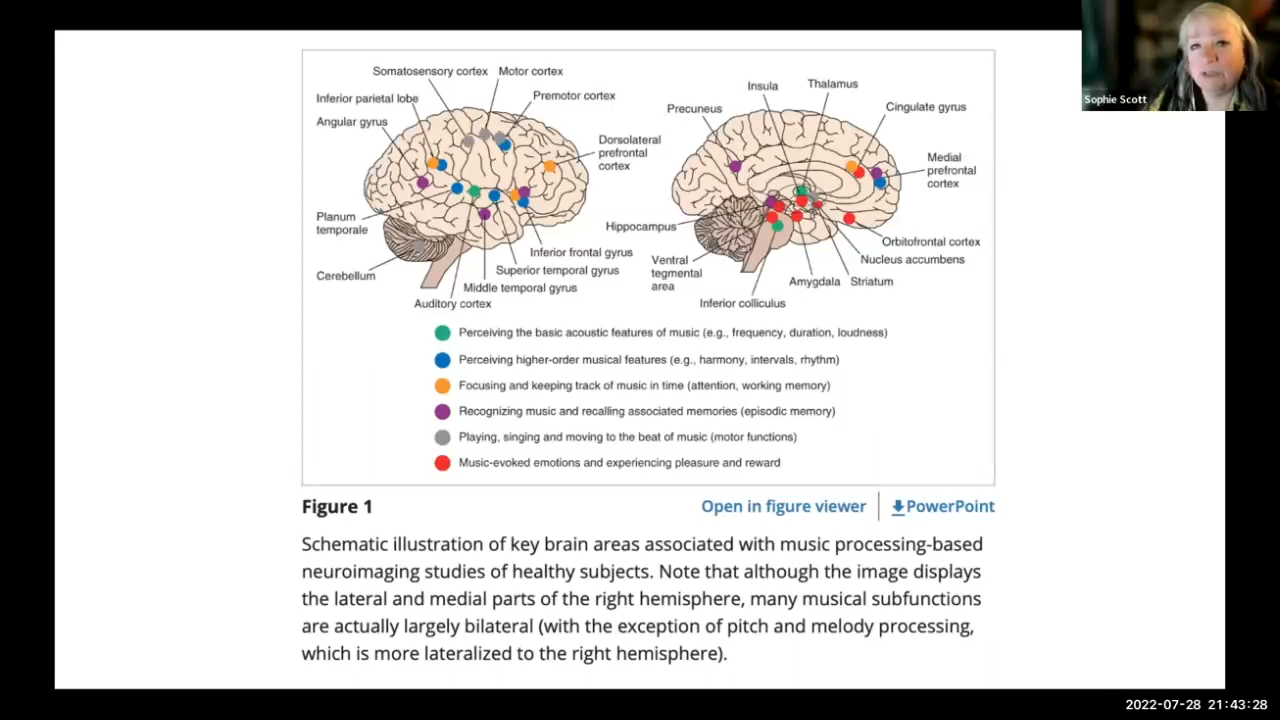 Sophie Scott
Somatosensory cortex
Motor cortex
Inferior parietal lobe
Premotor cortex
Angular gyrus
Dorsolateral
prefrontal
cortex
Planum
temporale
Cerebellum
Inferior frontal gyrus
Superior temporal gyrus
Middle temporal gyrus
Auditory cortex
Insula
Thalamus
Precuneus
Cingulate gyrus
Medial
prefrontal
cortex
Hippocampus
Orbitofrontal cortex
Nucleus accumbens
Ventral
tegmental
area
Amygdala
Striatum
Inferior colliculus
Perceiving the basic acoustic features of music (e.g., frequency, duration, loudness)
Perceiving higher-order musical features (e.g., harmony, intervals, rhythm)
Focusing and keeping track of music in time (attention, working memory)
Recognizing music and recalling associated memories (episodic memory)
Playing, singing and moving to the beat of music (motor functions)
Music-evoked emotions and experiencing pleasure and reward
Figure 1
Open in figure viewer
PowerPoint
Schematic illustration of key brain areas associated with music processing-based
neuroimaging studies of healthy subjects. Note that although the image displays
the lateral and medial parts of the right hemisphere, many musical subfunctions
are actually largely bilateral (with the exception of pitch and melody processing,
which is more lateralized to the right hemisphere).
2022-07-28 21:43:28